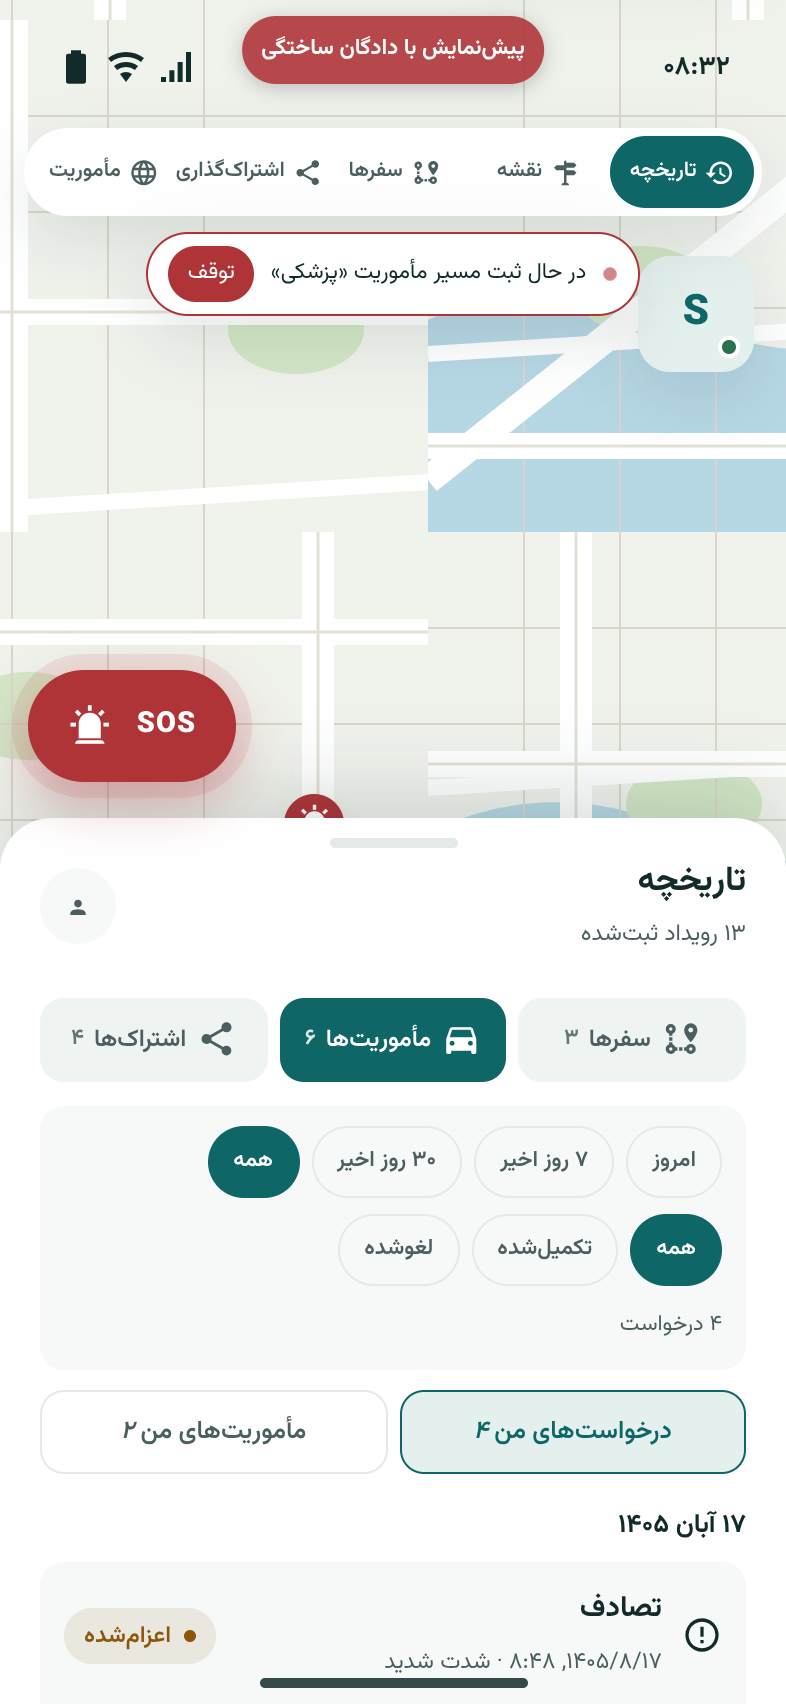 پیش‌نمایش با دادگان ساختگی
۰۸:۳۲
تاریخچه
نقشه
سفرها
اشتراک‌گذاری
مأموریت
در حال ثبت مسیر مأموریت «پزشکی»
توقف
S
SOS
تاریخچه
۱۳ رویداد ثبت‌شده
سفرها ۳
مأموریت‌ها ۶
اشتراک‌ها ۴
امروز
۷ روز اخیر
۳۰ روز اخیر
همه
همه
تکمیل‌شده
لغوشده
۴ درخواست
درخواست‌های من ۴
مأموریت‌های من ۲
۱۷ آبان ۱۴۰۵
تصادف
اعزام‌شده
۱۴۰۵/۸/۱۷, ۸:۴۸ · شدت شدید